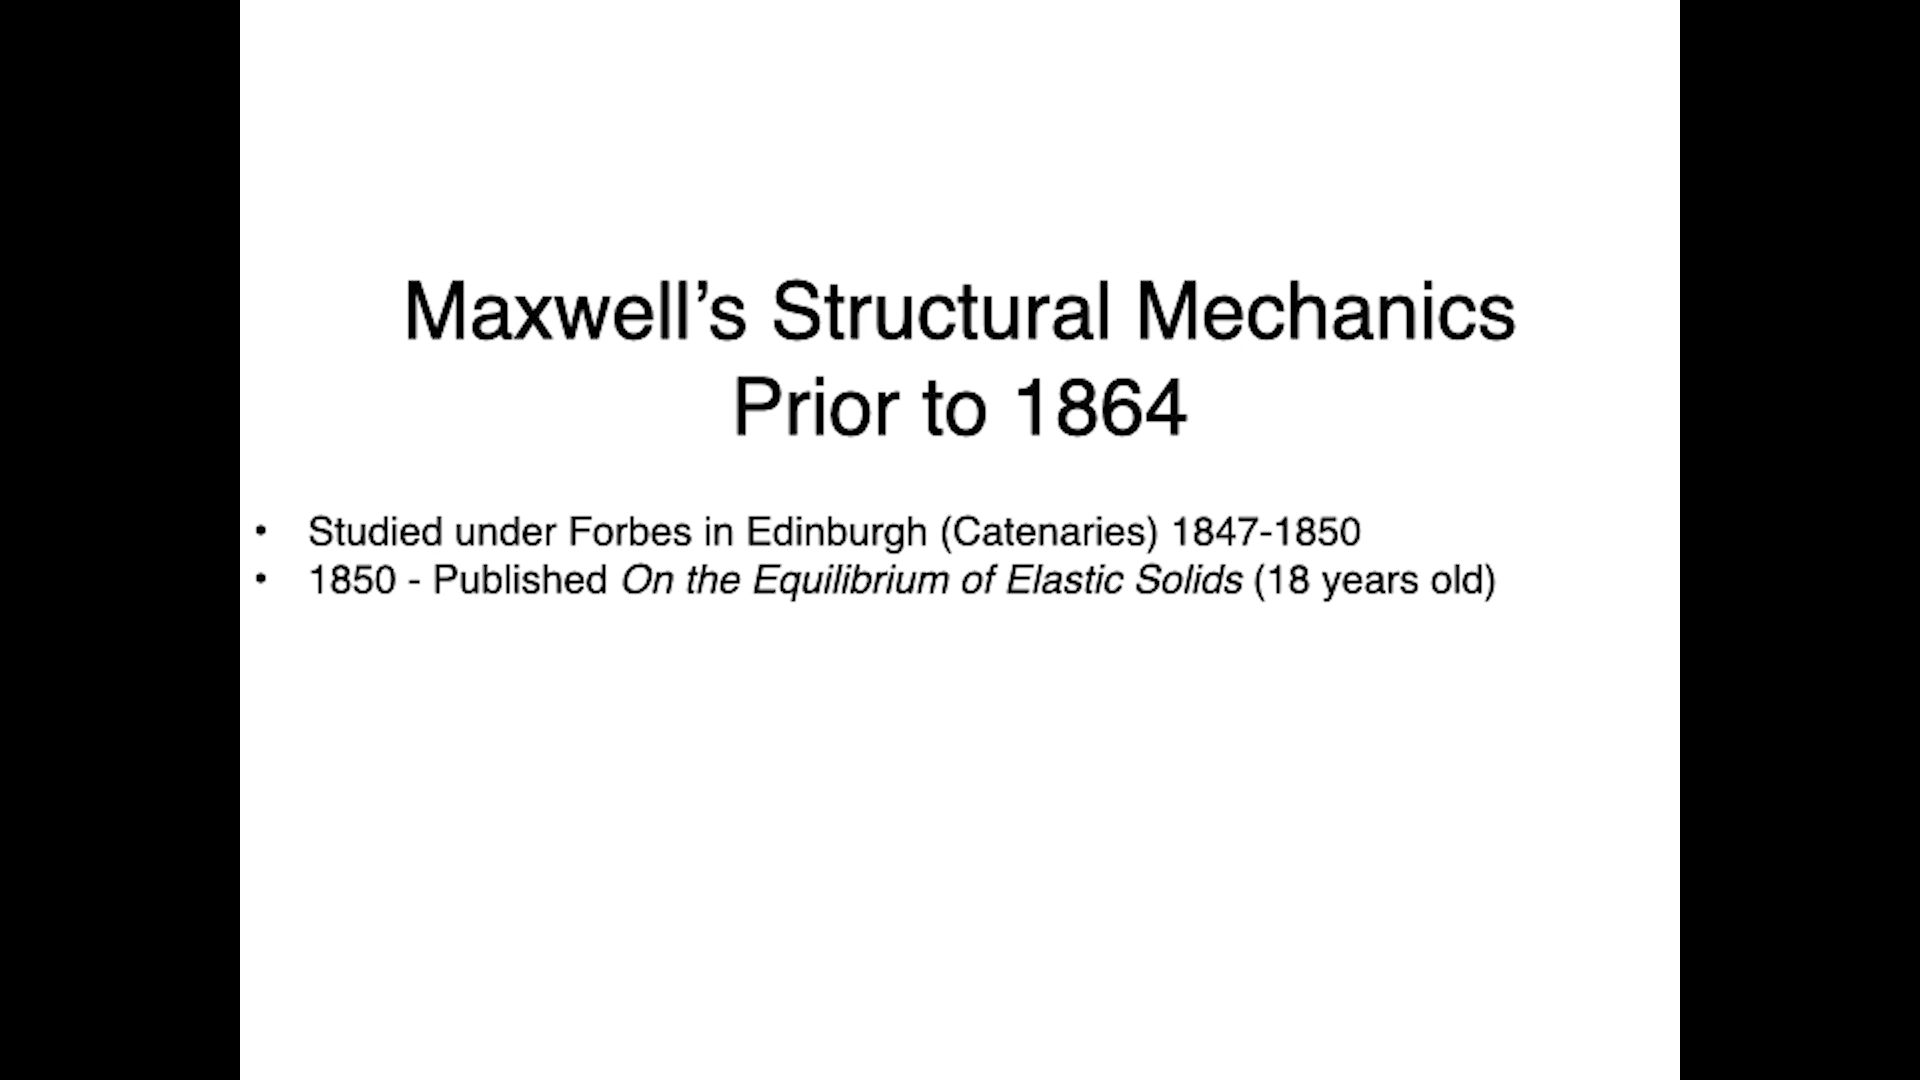 Maxwell’s Structural Mechanics
Prior to 1864
• Studied under Forbes in Edinburgh (Catenaries) 1847-1850
• 1850 - Published On the Equilibrium of Elastic Solids (18 years old)